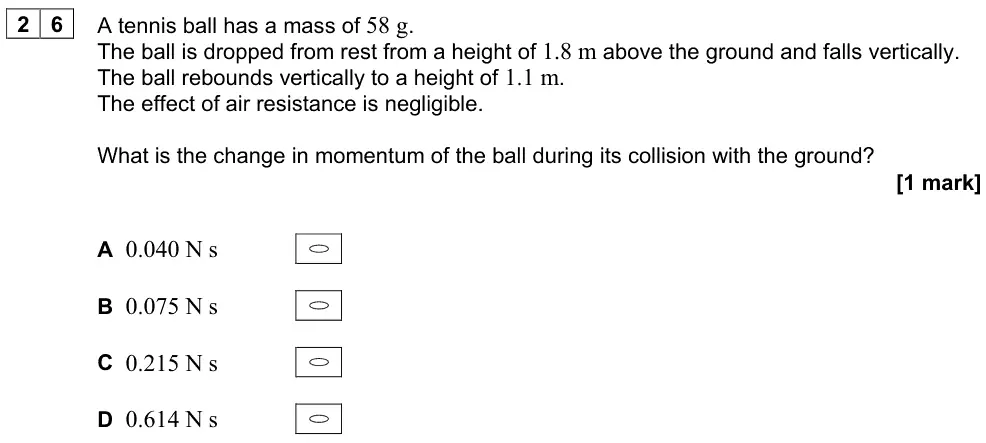 2 6 A tennis ball has a mass of 58 g.
The ball is dropped from rest from a height of 1.8 m above the ground and falls vertically.
The ball rebounds vertically to a height of 1.1 m.
The effect of air resistance is negligible.
What is the change in momentum of the ball during its collision with the ground?
[1 mark]
A 0.040 N s
B 0.075 N s
C 0.215 N s
D 0.614 N s